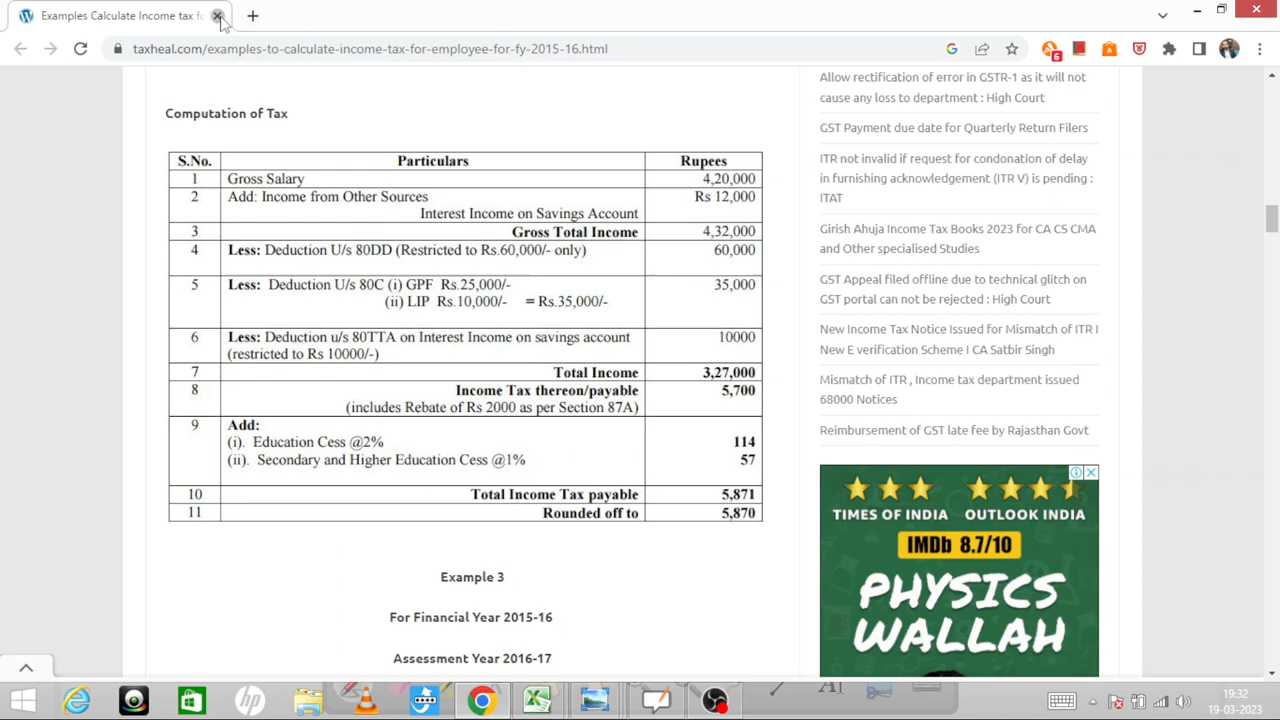 Examples Calculate Income tax fo
taxheal.com/examples-to-calculate-income-tax-for-employee-for-fy-2015-16.html
6
Computation of Tax
S.No. Particulars Rupees
1 Gross Salary 4,20,000
2 Add: Income from Other Sources Rs 12,000
Interest Income on Savings Account
3 Gross Total Income 4,32,000
4 Less: Deduction U/s 80DD (Restricted to Rs.60,000/- only) 60,000
5 Less: Deduction U/s 80C (i) GPF Rs.25,000/- 35,000
(ii) LIP Rs.10,000/- = Rs.35,000/-
6 Less: Deduction u/s 80TTA on Interest Income on savings account 10000
(restricted to Rs 10000/-)
7 Total Income 3,27,000
8 Income Tax thereon/payable 5,700
(includes Rebate of Rs 2000 as per Section 87A)
9 Add:
(i). Education Cess @2% 114
(ii). Secondary and Higher Education Cess @1% 57
10 Total Income Tax payable 5,871
11 Rounded off to 5,870
Example 3
For Financial Year 2015-16
Assessment Year 2016-17
Allow rectification of error in GSTR-1 as it will not
cause any loss to department : High Court
GST Payment due date for Quarterly Return Filers
ITR not invalid if request for condonation of delay
in furnishing acknowledgement (ITR V) is pending :
ITAT
Girish Ahuja Income Tax Books 2023 for CA CS CMA
and Other specialised Studies
GST Appeal filed offline due to technical glitch on
GST portal can not be rejected : High Court
New Income Tax Notice Issued for Mismatch of ITR I
New E verification Scheme I CA Satbir Singh
Mismatch of ITR , Income tax department issued
68000 Notices
Reimbursement of GST late fee by Rajasthan Govt
TIMES OF INDIA OUTLOOK INDIA
IMDb 8.7/10
PHYSICS
WALLAH
hp
AI
19:32
19-03-2023